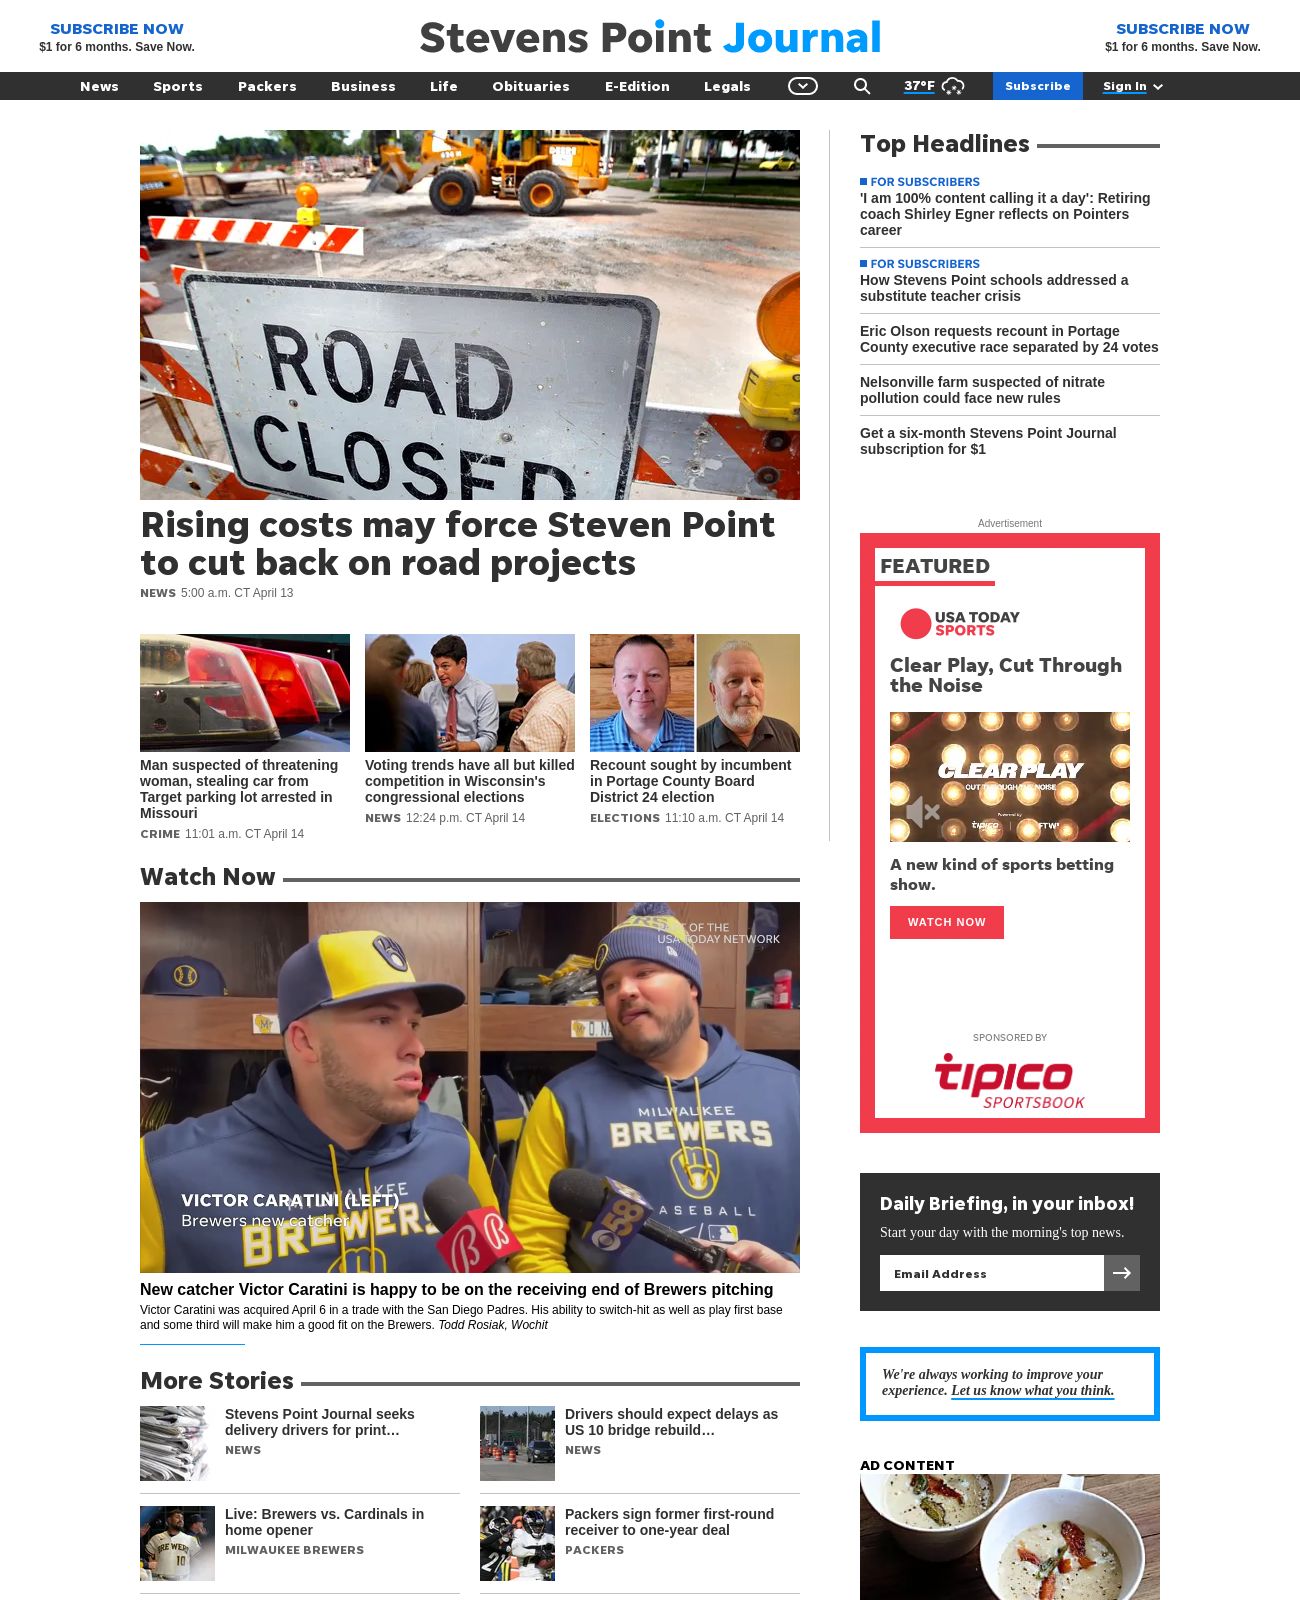 SUBSCRIBE NOW
$1 for 6 months. Save Now.
Stevens Point Journal
SUBSCRIBE NOW
$1 for 6 months. Save Now.
News Sports Packers Business Life Obituaries E-Edition Legals 37°F Subscribe Sign In
ROAD
CLOSED
Rising costs may force Steven Point
to cut back on road projects
NEWS 5:00 a.m. CT April 13
Man suspected of threatening
woman, stealing car from
Target parking lot arrested in
Missouri
CRIME 11:01 a.m. CT April 14
Voting trends have all but killed
competition in Wisconsin's
congressional elections
NEWS 12:24 p.m. CT April 14
Recount sought by incumbent
in Portage County Board
District 24 election
ELECTIONS 11:10 a.m. CT April 14
Top Headlines
FOR SUBSCRIBERS
'I am 100% content calling it a day': Retiring
coach Shirley Egner reflects on Pointers
career
FOR SUBSCRIBERS
How Stevens Point schools addressed a
substitute teacher crisis
Eric Olson requests recount in Portage
County executive race separated by 24 votes
Nelsonville farm suspected of nitrate
pollution could face new rules
Get a six-month Stevens Point Journal
subscription for $1
Advertisement
FEATURED
USA TODAY
SPORTS
Clear Play, Cut Through
the Noise
CLEAR PLAY
CUT THROUGH THE NOISE
Powered by
tipico FTW!
A new kind of sports betting
show.
WATCH NOW
SPONSORED BY
tipico
SPORTSBOOK
Watch Now
PART OF THE
USA TODAY NETWORK
MILWAUKEE
BREWERS
BASEBALL
58
B
B
MILWAUKEE
BREWERS
VICTOR CARATINI (LEFT)
Brewers new catcher
New catcher Victor Caratini is happy to be on the receiving end of Brewers pitching
Victor Caratini was acquired April 6 in a trade with the San Diego Padres. His ability to switch-hit as well as play first base
and some third will make him a good fit on the Brewers. Todd Rosiak, Wochit
Daily Briefing, in your inbox!
Start your day with the morning's top news.
Email Address
We're always working to improve your
experience. Let us know what you think.
AD CONTENT
More Stories
Stevens Point Journal seeks
delivery drivers for print…
NEWS
Drivers should expect delays as
US 10 bridge rebuild…
NEWS
Live: Brewers vs. Cardinals in
home opener
MILWAUKEE BREWERS
10
Packers sign former first-round
receiver to one-year deal
PACKERS